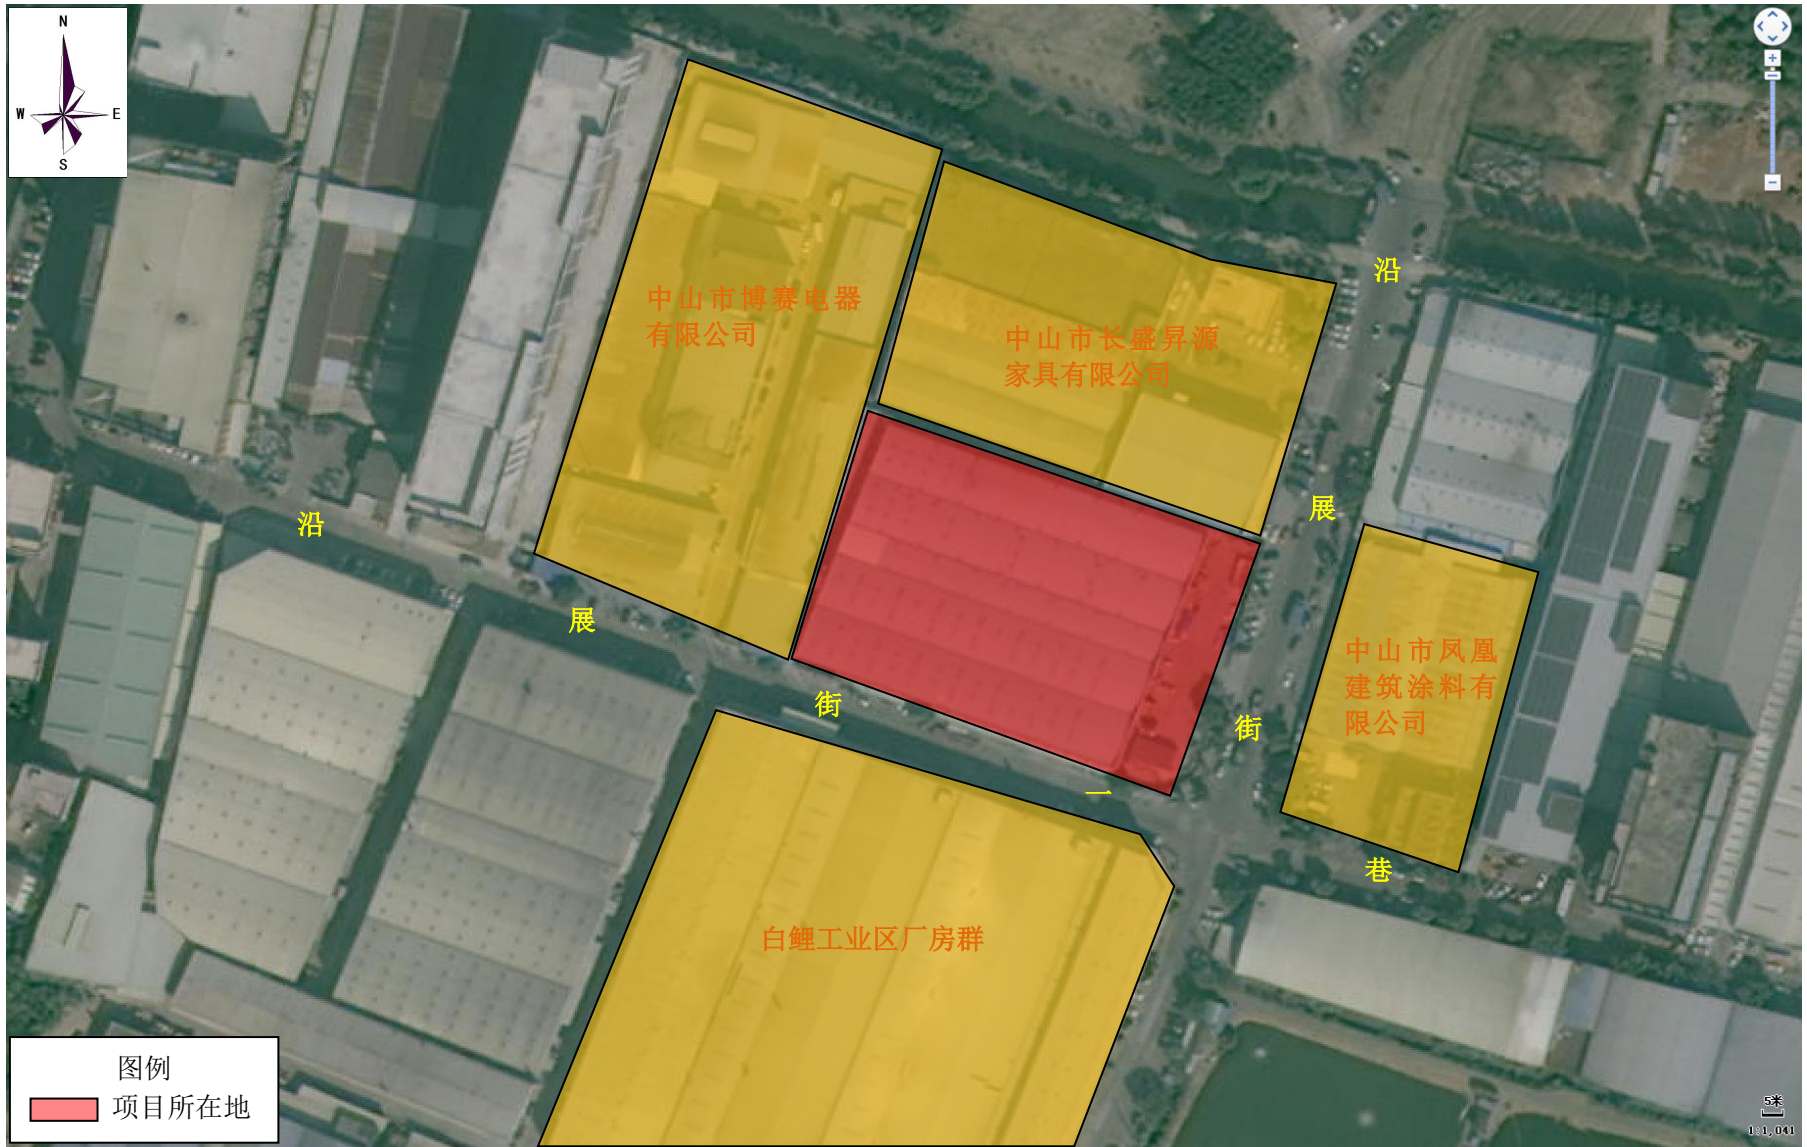 N
W
E
S
沿
中山市博赛电器
有限公司
中山市长盛昇源
家具有限公司
展
沿
展
中山市凤凰
建筑涂料有
限公司
街
街
一
巷
白鲤工业区厂房群
图例
项目所在地
5米
1:1,041